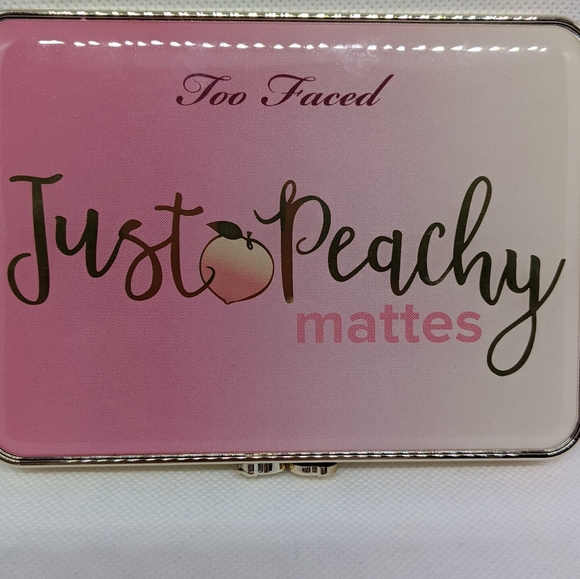 Too Faced
Just Peachy
mattes